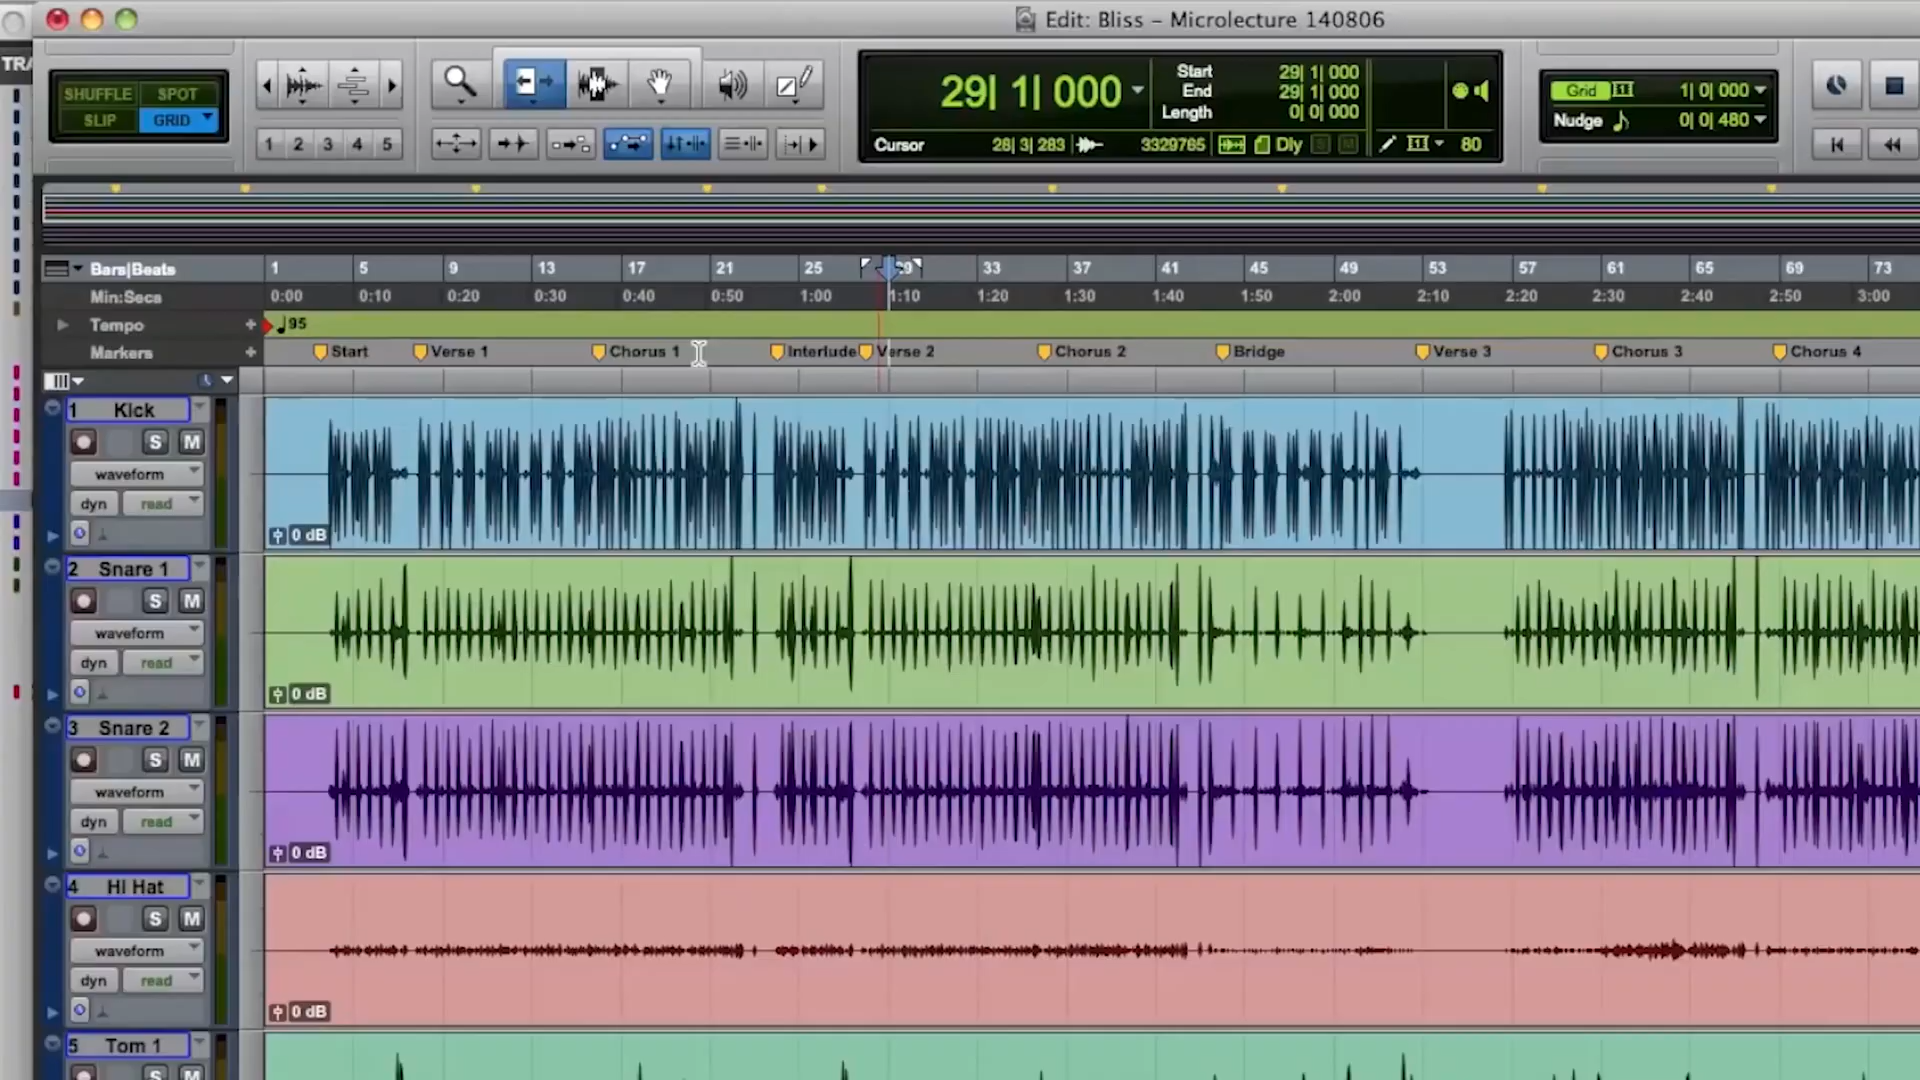 Edit: Bliss – Microlecture 140806
TRA
SHUFFLE SPOT
SLIP GRID
1 2 3 4 5
29| 1| 000
Start 29| 1| 000
End 29| 1| 000
Length 0| 0| 000
Cursor 28| 3| 283 3329765 Dly S M 80
Grid 1| 0| 000
Nudge 0| 0| 480
Bars|Beats 1 5 9 13 17 21 25 29 33 37 41 45 49 53 57 61 65 69 73
Min:Secs 0:00 0:10 0:20 0:30 0:40 0:50 1:00 1:10 1:20 1:30 1:40 1:50 2:00 2:10 2:20 2:30 2:40 2:50 3:00
Tempo + 95
Markers + Start Verse 1 Chorus 1 Interlude Verse 2 Chorus 2 Bridge Verse 3 Chorus 3 Chorus 4
1 Kick
S M
waveform
dyn read
0 dB
2 Snare 1
S M
waveform
dyn read
0 dB
3 Snare 2
S M
waveform
dyn read
0 dB
4 Hi Hat
S M
waveform
dyn read
0 dB
5 Tom 1
S M